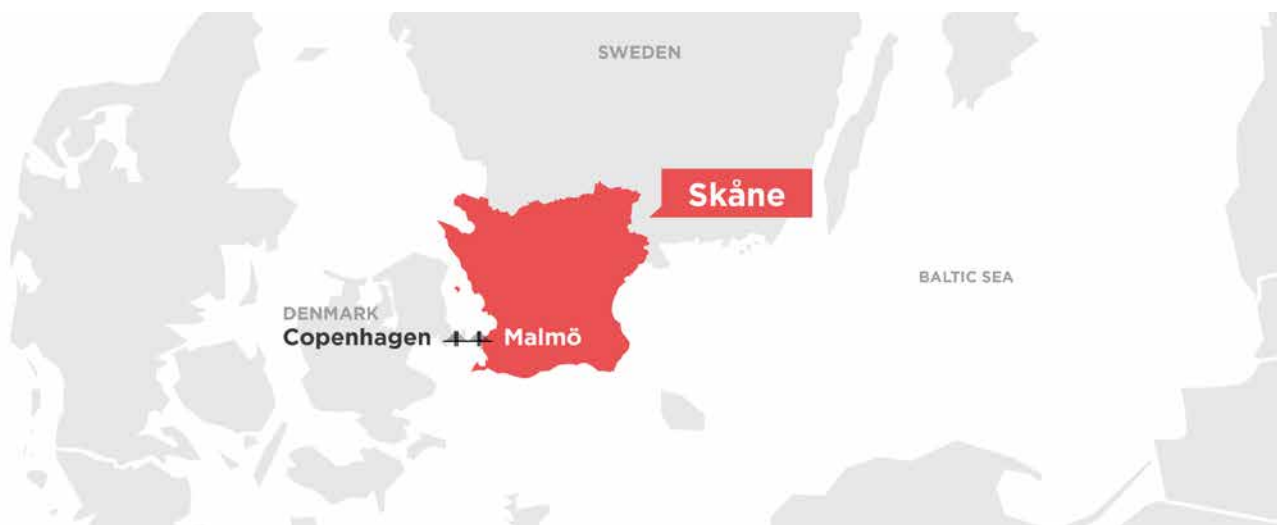 SWEDEN
Skåne
BALTIC SEA
DENMARK
Copenhagen
Malmö